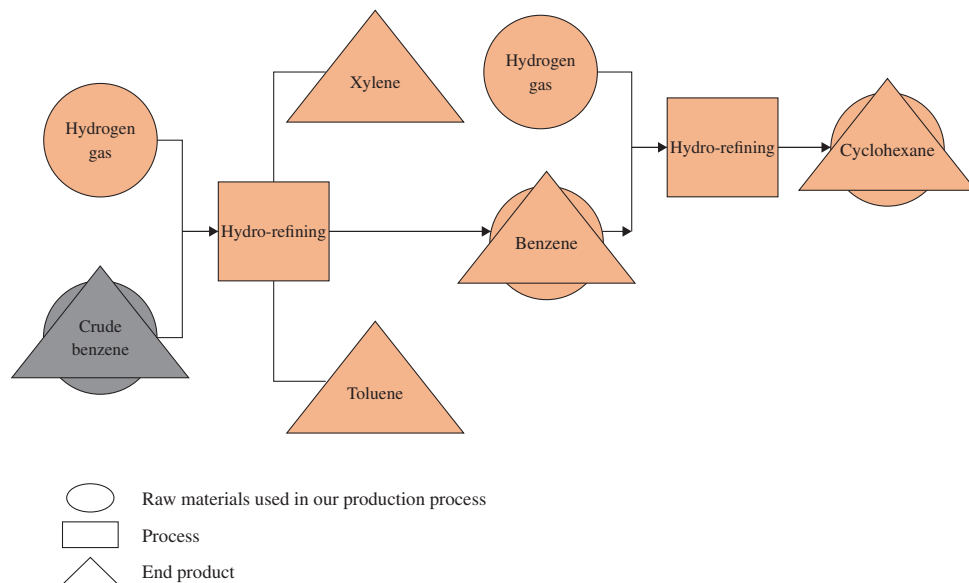 Xylene
Hydrogen
gas
Hydrogen
gas
Hydro-refining
Cyclohexane
Hydro-refining
Benzene
Crude
benzene
Toluene
Raw materials used in our production process
Process
End product